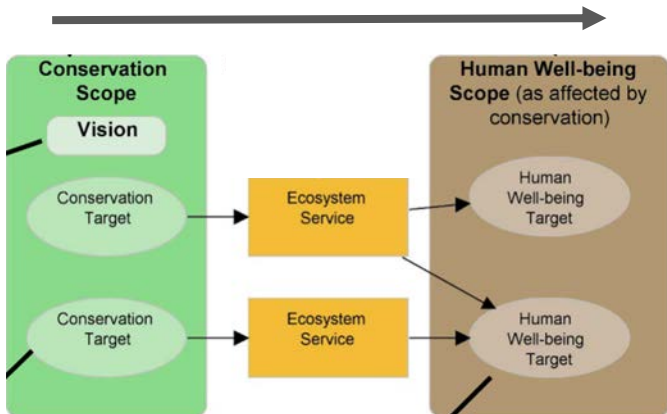 Conservation
Scope
Vision
Human Well-being
Scope (as affected by
conservation)
Conservation
Target
Ecosystem
Service
Human
Well-being
Target
Conservation
Target
Ecosystem
Service
Human
Well-being
Target